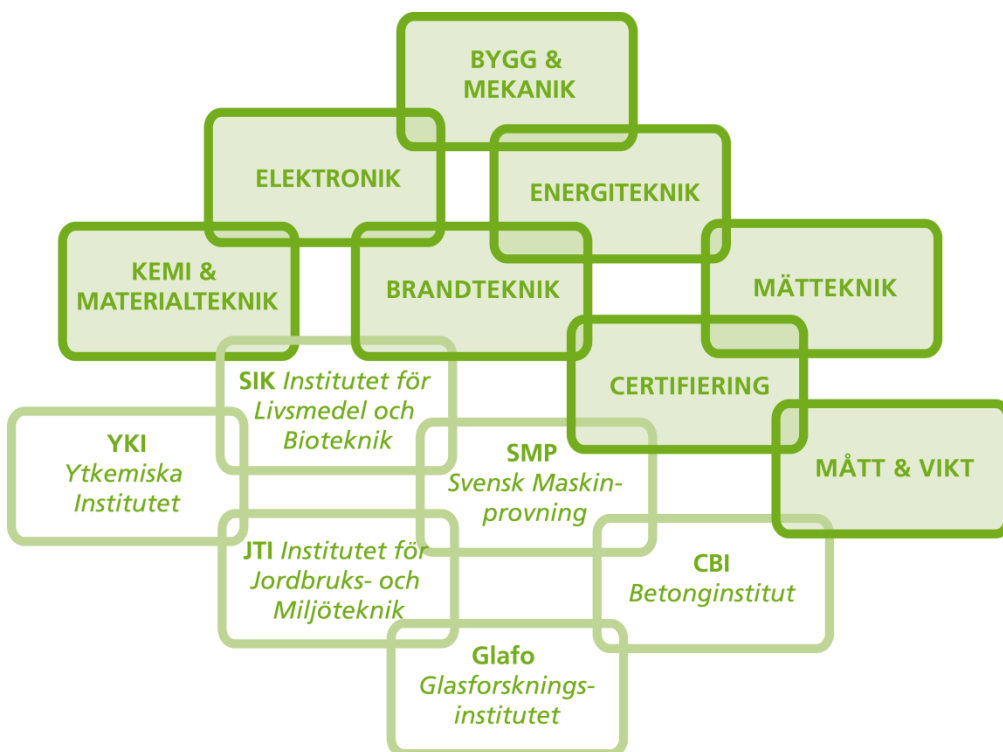 BYGG &
MEKANIK
ELEKTRONIK
ENERGITEKNIK
KEMI &
MATERIALTEKNIK
BRANDTEKNIK
MÄTTEKNIK
SIK Institutet för
Livsmedel och
Bioteknik
CERTIFIERING
YKI
Ytkemiska
Institutet
SMP
Svensk Maskin-
provning
MÅTT & VIKT
JTI Institutet för
Jordbruks- och
Miljöteknik
CBI
Betonginstitut
Glafo
Glasforsknings-
institutet